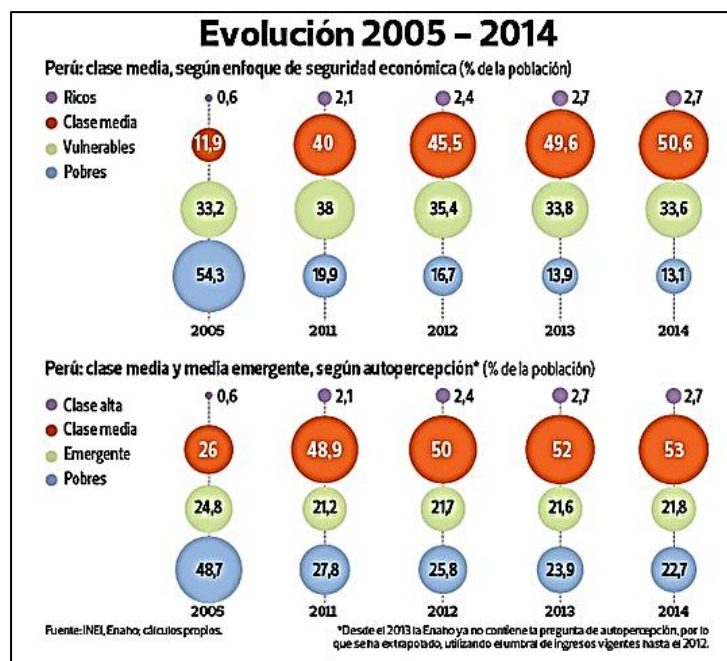 Evolución 2005 – 2014
Perú: clase media, según enfoque de seguridad económica (% de la población)
Ricos 0,6 2,1 2,4 2,7 2,7
Clase media 11,9 40 45,5 49,6 50,6
Vulnerables 33,2 38 35,4 33,8 33,6
Pobres 54,3 19,9 16,7 13,9 13,1
2005 2011 2012 2013 2014
Perú: clase media y media emergente, según autopercepción* (% de la población)
Clase alta 0,6 2,1 2,4 2,7 2,7
Clase media 26 48,9 50 52 53
Emergente 24,8 21,2 21,7 21,6 21,8
Pobres 48,7 27,8 25,8 23,9 22,7
2005 2011 2012 2013 2014
Fuente: INEI, Enaho; cálculos propios.
*Desde el 2013 la Enaho ya no contiene la pregunta de autopercepción, por lo
que se ha extrapolado, utilizando el umbral de ingresos vigentes hasta el 2012.